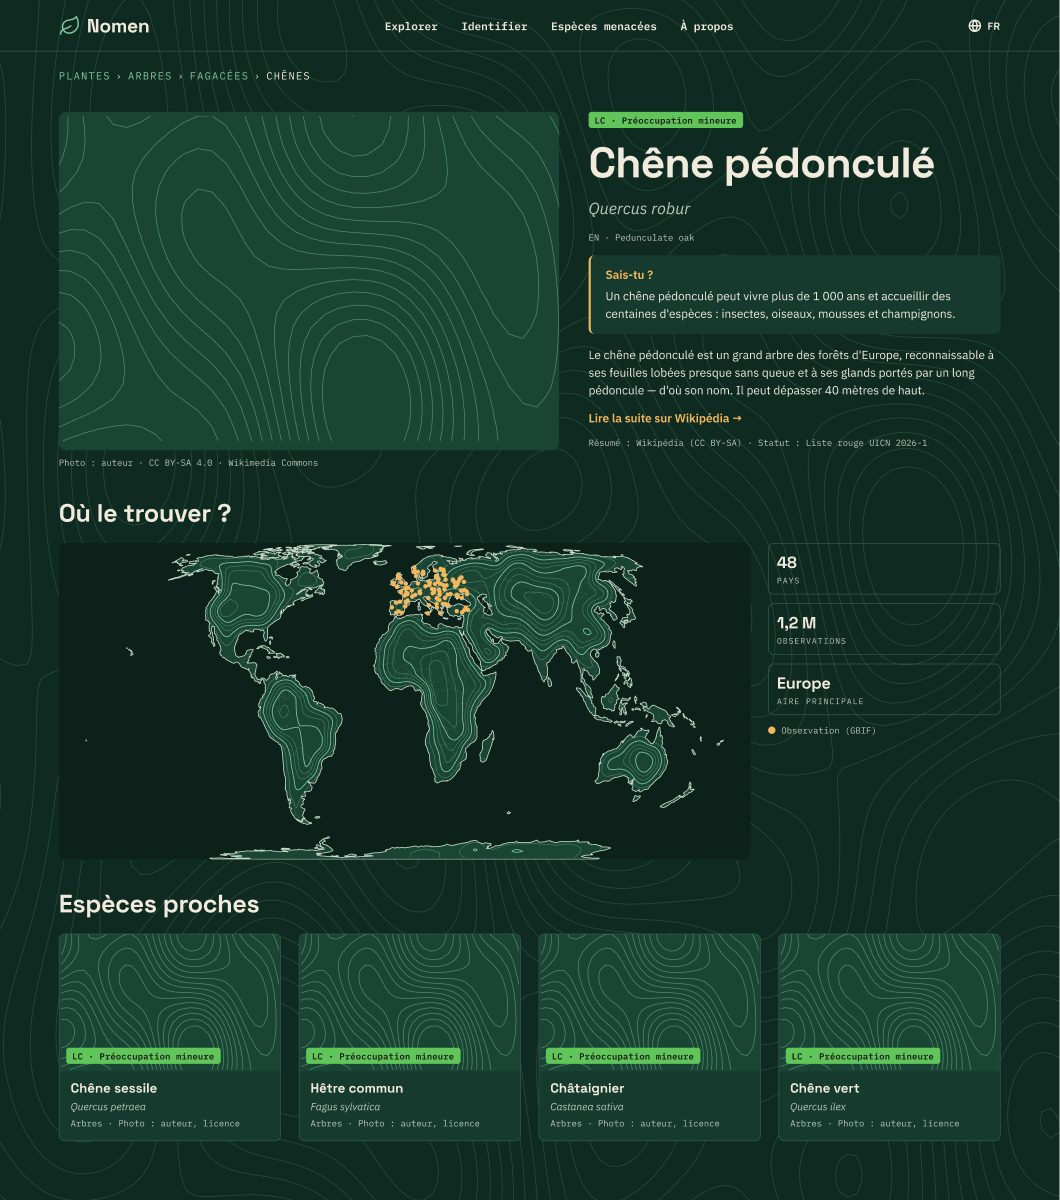 Nomen
Explorer Identifier Espèces menacées À propos
FR
PLANTES › ARBRES › FAGACÉES › CHÊNES
LC · Préoccupation mineure
Chêne pédonculé
Quercus robur
EN · Pedunculate oak
Sais-tu ?
Un chêne pédonculé peut vivre plus de 1 000 ans et accueillir des
centaines d'espèces : insectes, oiseaux, mousses et champignons.
Le chêne pédonculé est un grand arbre des forêts d'Europe, reconnaissable à
ses feuilles lobées presque sans queue et à ses glands portés par un long
pédoncule — d'où son nom. Il peut dépasser 40 mètres de haut.
Lire la suite sur Wikipédia →
Résumé : Wikipédia (CC BY-SA) · Statut : Liste rouge UICN 2026-1
Photo : auteur · CC BY-SA 4.0 · Wikimedia Commons
Où le trouver ?
48
PAYS
1,2 M
OBSERVATIONS
Europe
AIRE PRINCIPALE
Observation (GBIF)
Espèces proches
LC · Préoccupation mineure
Chêne sessile
Quercus petraea
Arbres · Photo : auteur, licence
LC · Préoccupation mineure
Hêtre commun
Fagus sylvatica
Arbres · Photo : auteur, licence
LC · Préoccupation mineure
Châtaignier
Castanea sativa
Arbres · Photo : auteur, licence
LC · Préoccupation mineure
Chêne vert
Quercus ilex
Arbres · Photo : auteur, licence